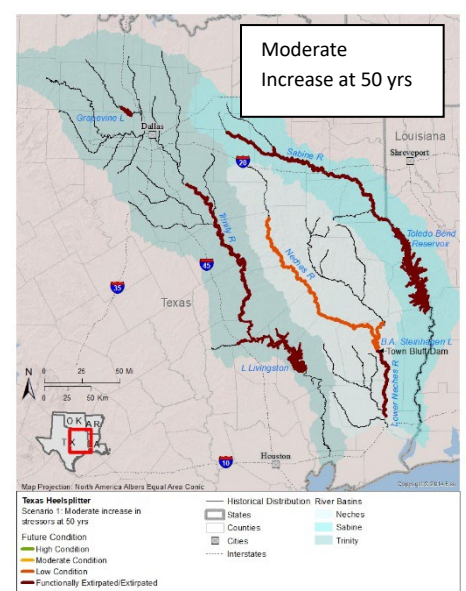 Moderate
Increase at 50 yrs
Grapevine L
Dallas
Louisiana
Shreveport
20
Sabine R
Toledo Bend
Reservoir
Trinity R
Neches R
45
35
Texas
B.A. Steinhagen L
Town Bluff Dam
L Livingston
Lower Neches R
N
0 25 50 Mi
0 25 50 Km
OK AR
TX LA
Houston
10
Map Projection: North America Albers Equal Area Conic
Copyright © 2014 Esri
Texas Heelsplitter
Scenario 1: Moderate increase in
stressors at 50 yrs
Future Condition
High Condition
Moderate Condition
Low Condition
Functionally Extirpated/Extirpated
Historical Distribution
States
Counties
Cities
Interstates
River Basins
Neches
Sabine
Trinity